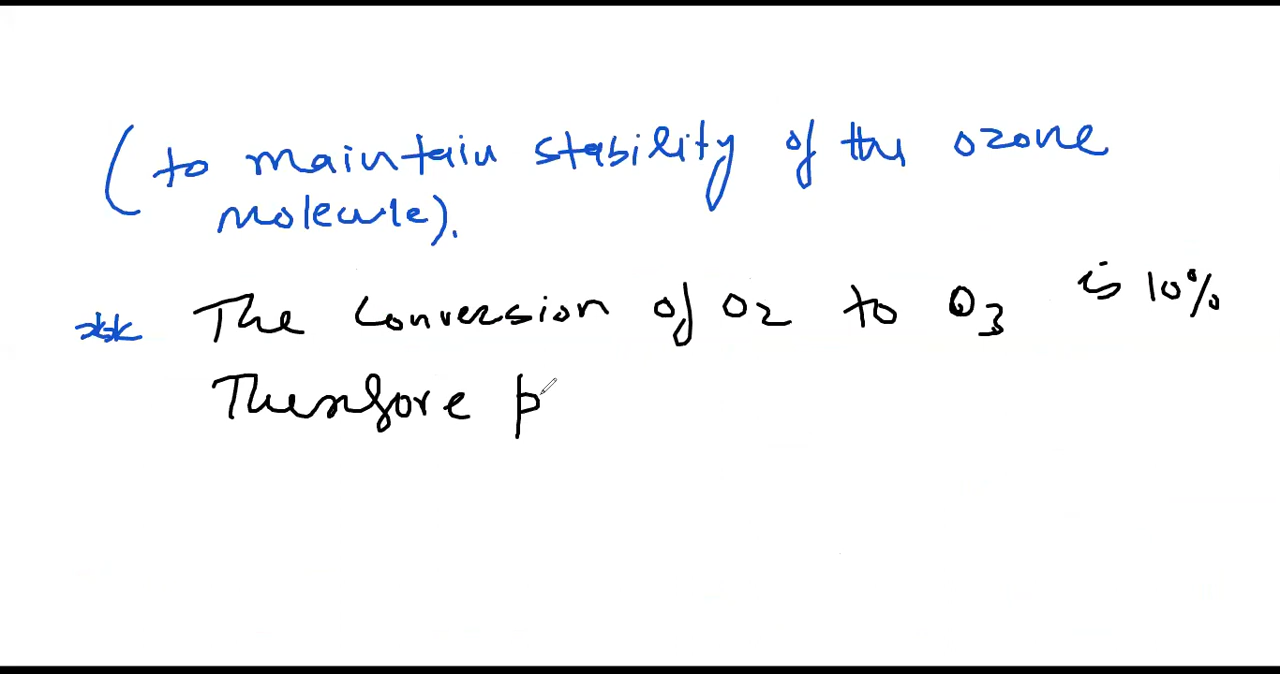 (to maintain stability of the ozone
molecule).
** The conversion of O2 to O3 is 10%
Therefore p